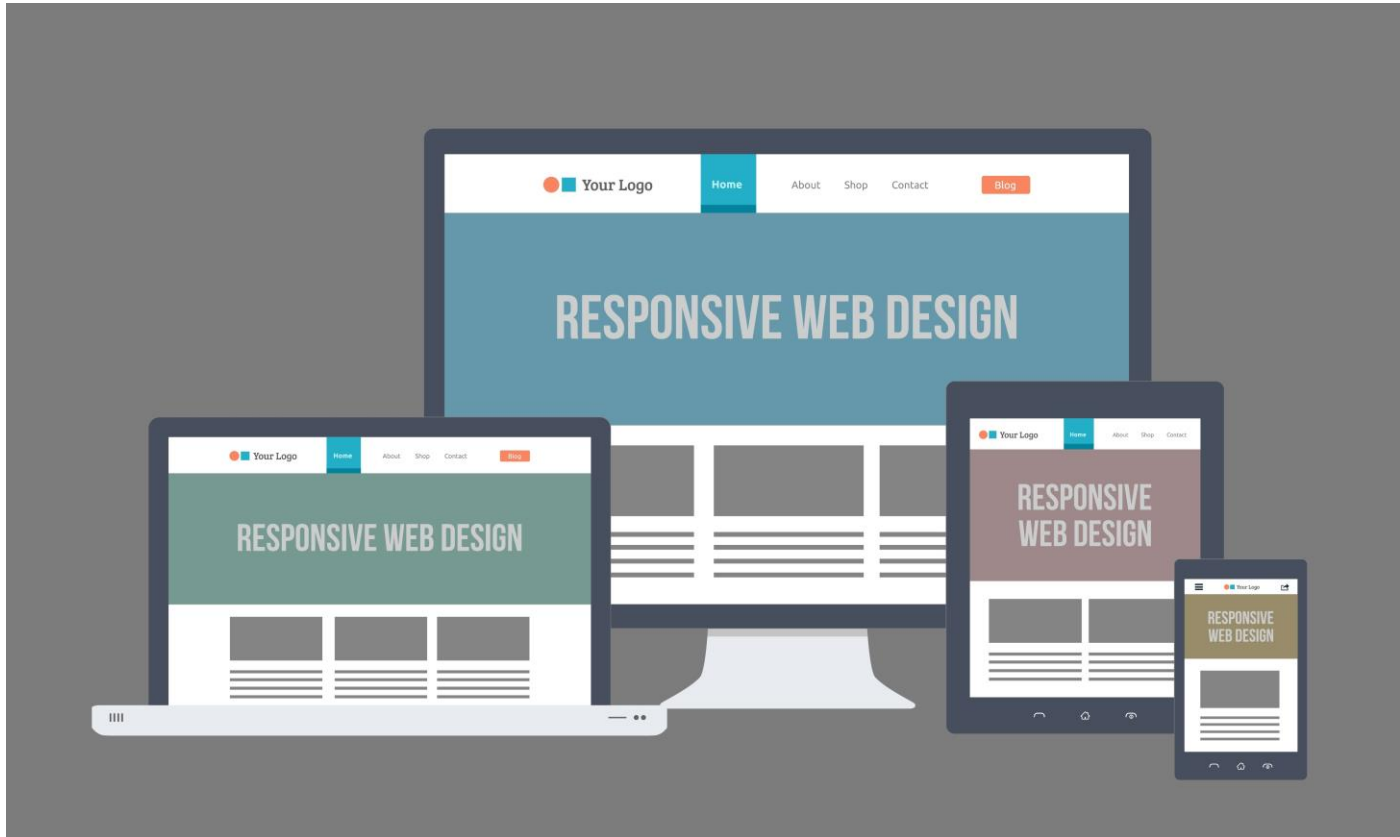 Your Logo Home About Shop Contact Blog
RESPONSIVE WEB DESIGN
Your Logo Home About Shop Contact Blog
RESPONSIVE WEB DESIGN
Your Logo Home About Shop Contact
RESPONSIVE
WEB DESIGN
Your Logo
RESPONSIVE
WEB DESIGN